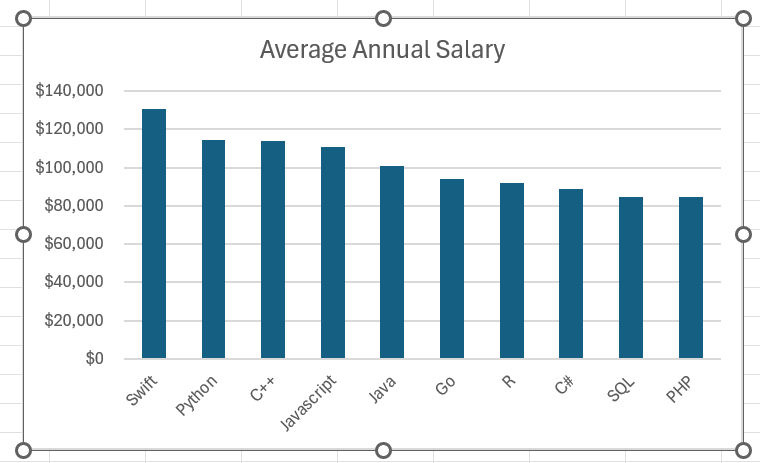 Average Annual Salary
$140,000
$120,000
$100,000
$80,000
$60,000
$40,000
$20,000
$0
Swift
Python
C++
Javascript
Java
Go
R
C#
SQL
PHP